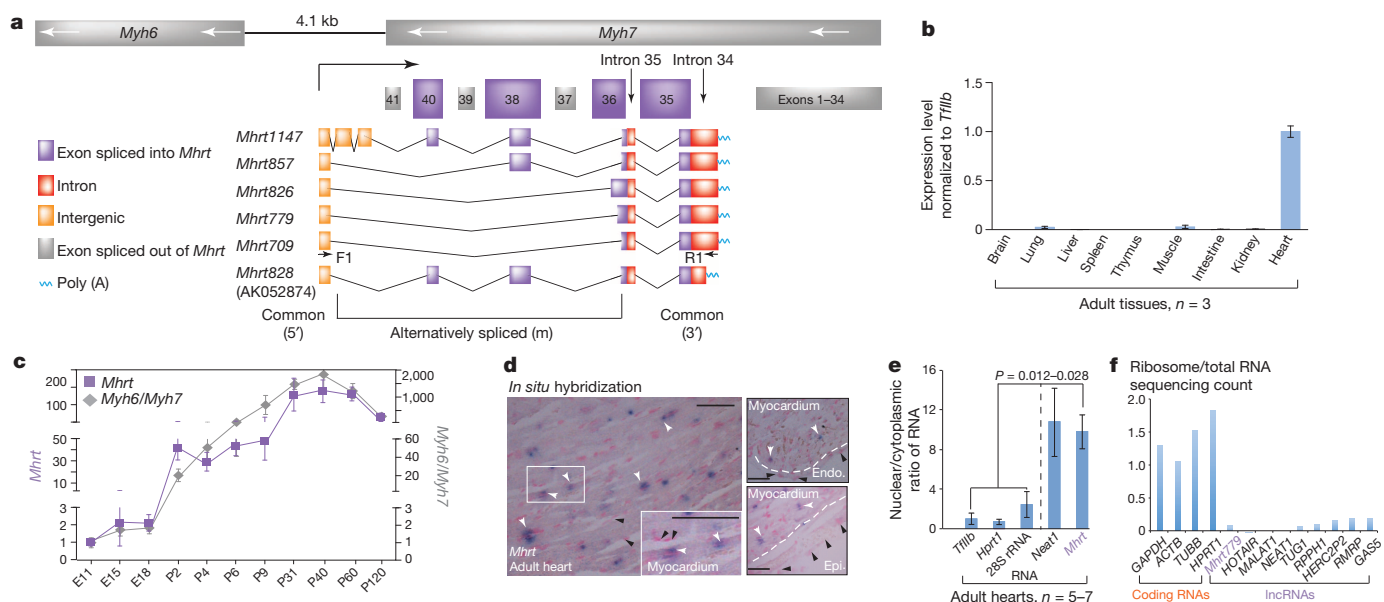 a
4.1 kb
Myh6
Myh7
Intron 35
Intron 34
41
40
39
38
37
36
35
Exons 1–34
Exon spliced into Mhrt
Intron
Intergenic
Exon spliced out of Mhrt
Poly (A)
Mhrt1147
Mhrt857
Mhrt826
Mhrt779
Mhrt709
F1
R1
Mhrt828
(AK052874)
Common
(5′)
Alternatively spliced (m)
Common
(3′)
b
Expression level
normalized to TfIIb
1.5
1.0
0.5
0
Brain
Lung
Liver
Spleen
Thymus
Muscle
Intestine
Kidney
Heart
Adult tissues, n = 3
c
Mhrt
Myh6/Myh7
Mhrt
200
100
50
30
10
3
2
1
0
2,000
1,000
60
40
20
3
2
1
0
Myh6/Myh7
E11
E15
E18
P2
P4
P6
P9
P31
P40
P60
P120
d
In situ hybridization
Mhrt
Adult heart
Myocardium
Myocardium
Endo.
Myocardium
Epi.
e
P = 0.012–0.028
Nuclear/cytoplasmic
ratio of RNA
16
12
8
4
0
TfIIb
Hprt1
28S rRNA
Neat1
Mhrt
RNA
Adult hearts, n = 5–7
f
Ribosome/total RNA
sequencing count
2.0
1.5
1.0
0.5
0
GAPDH
ACTB
TUBB
HPRT1
Mhrt779
HOTAIR
MALAT1
NEAT1
TUG1
RPPH1
HERC2P2
RMRP
GAS5
Coding RNAs
lncRNAs